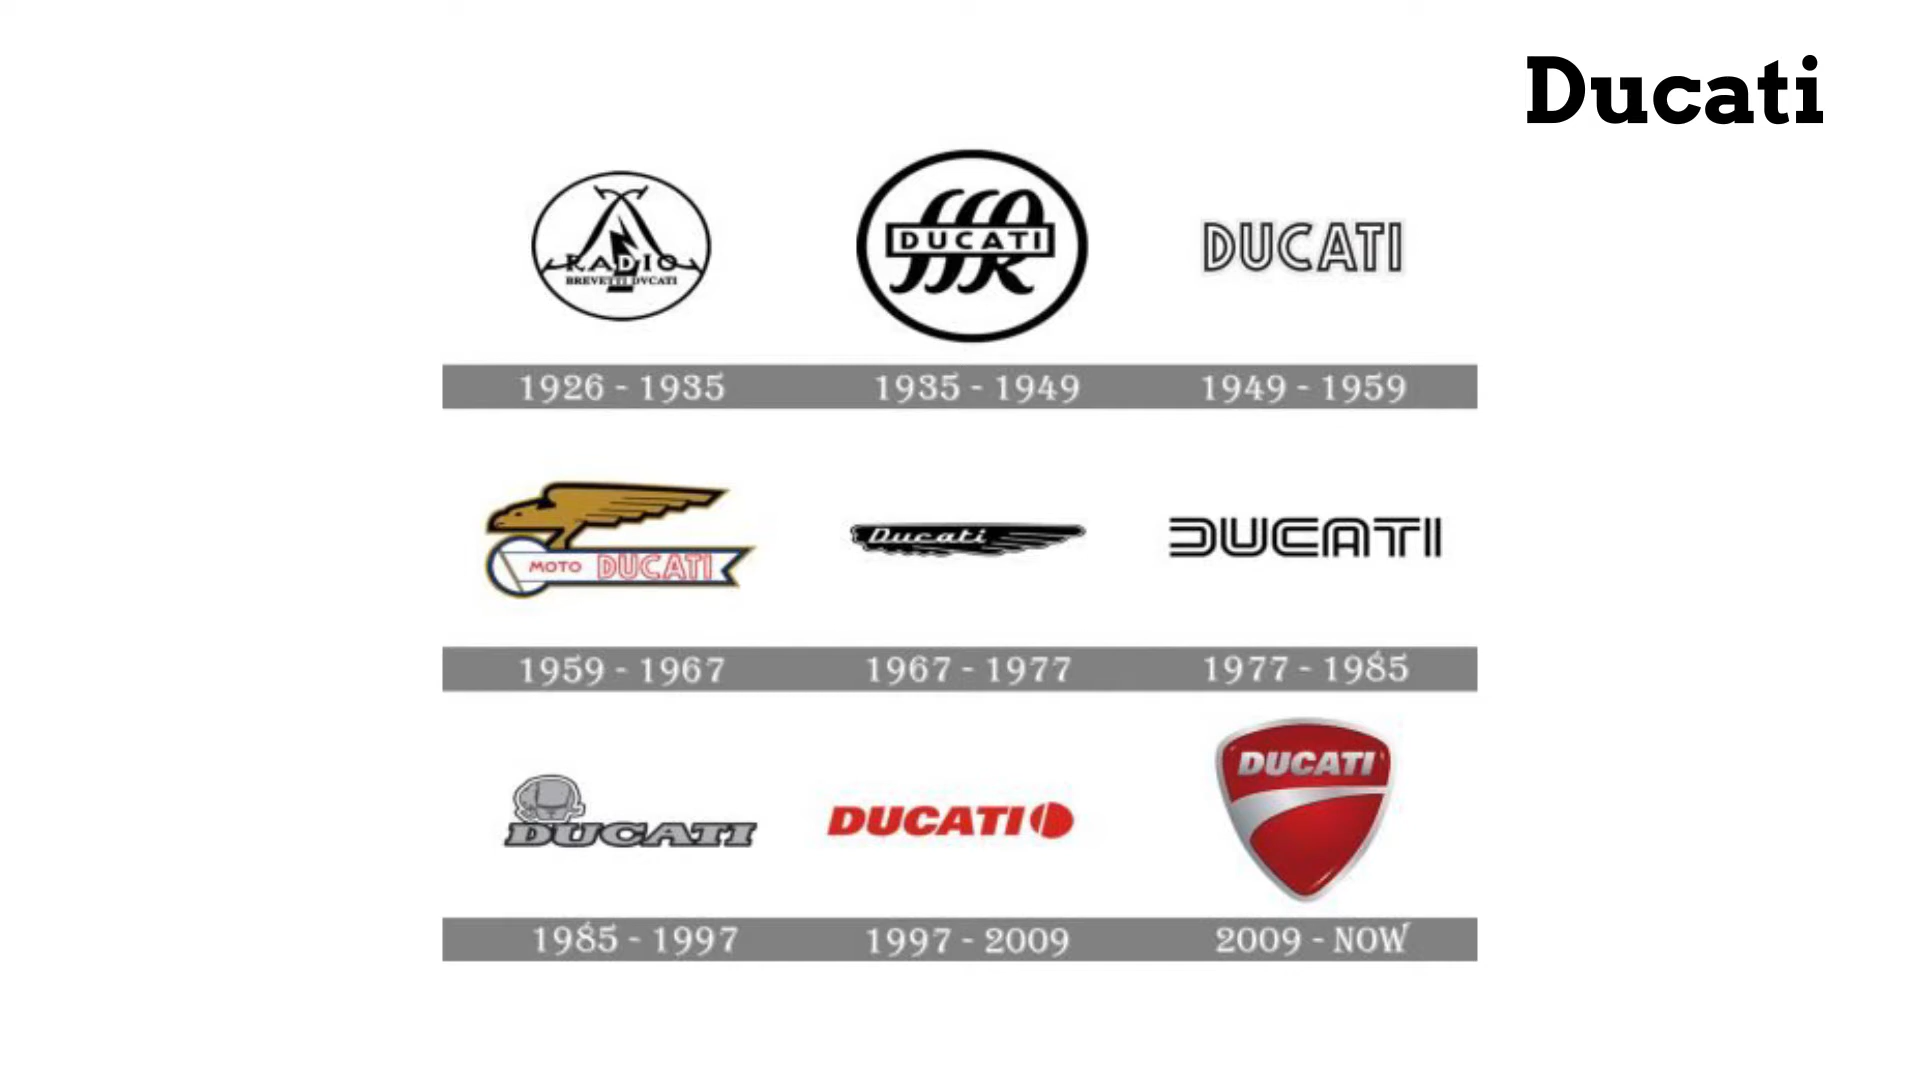 Ducati
RADIO
BREVETTI DVCATI
DUCATI
DUCATI
1926 - 1935
1935 - 1949
1949 - 1959
MOTO DUCATI
Ducati
DUCATI
1959 - 1967
1967 - 1977
1977 - 1985
DUCATI
DUCATI
DUCATI
1985 - 1997
1997 - 2009
2009 - NOW